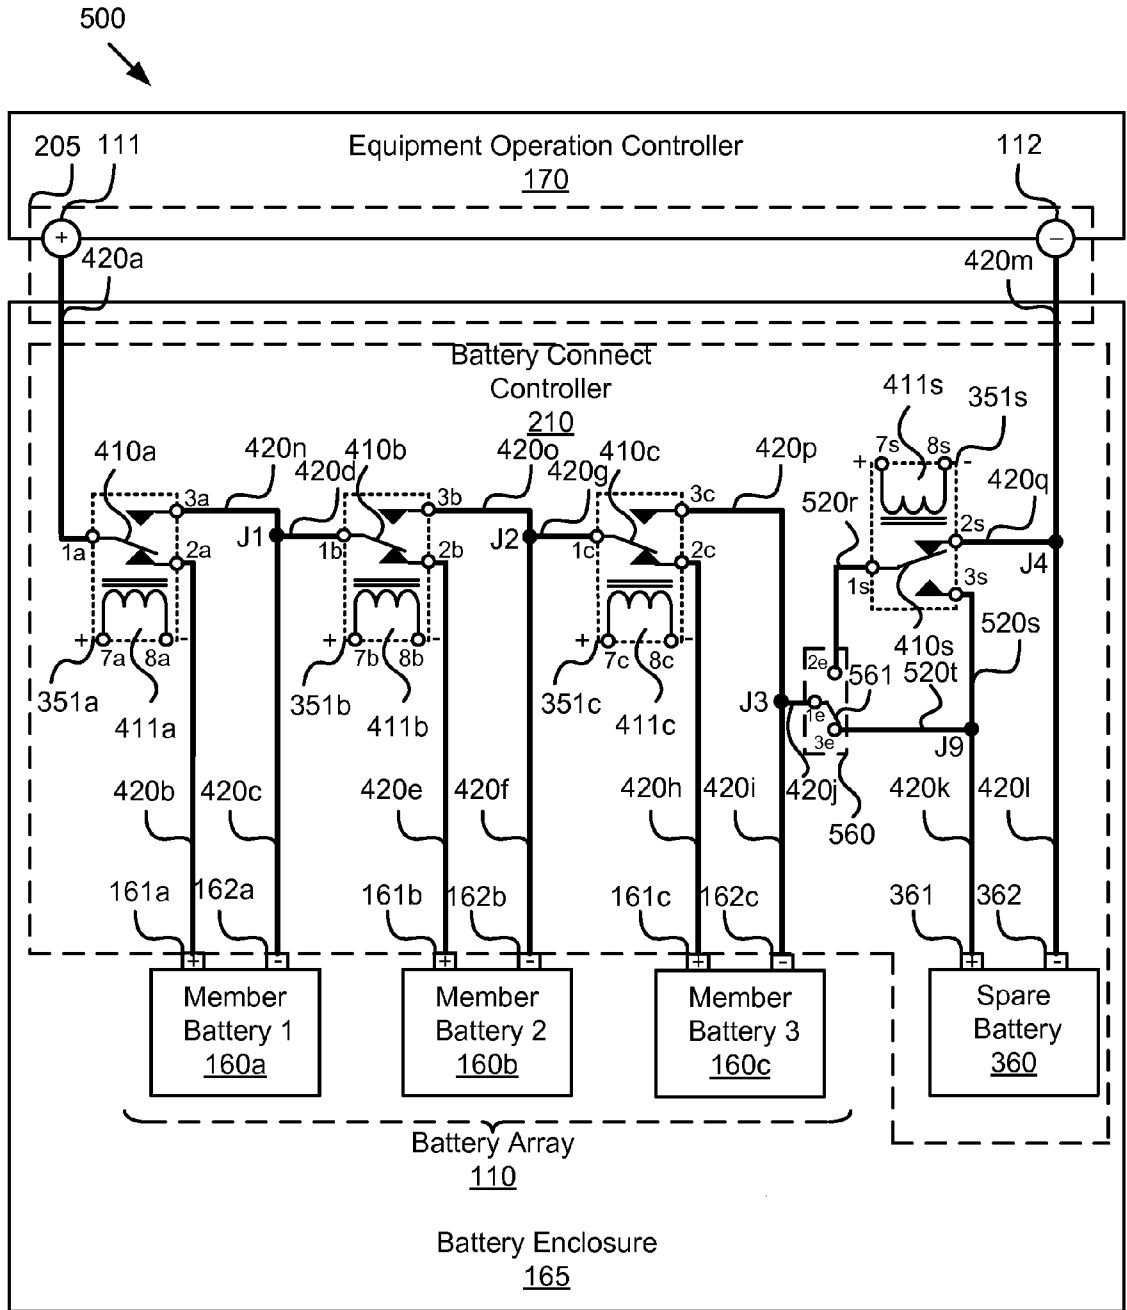 500
205
111
Equipment Operation Controller
170
112
+
–
420a
420m
Battery Connect
Controller
210
411s
351s
7s
8s
+
-
410a
420n
420d
410b
420o
420g
410c
420p
520r
420q
3a
3b
3c
2s
1a
J1
1b
J2
1c
1s
J4
2a
2b
2c
3s
+
7a
8a
-
+
7b
8b
-
+
7c
8c
-
410s
520s
351a
411a
351b
411b
351c
411c
2e
561
520t
J3
1e
3e
J9
420b
420c
420e
420f
420h
420i
420j
560
420k
420l
161a
162a
161b
162b
161c
162c
361
362
+
-
+
-
+
-
+
-
Member
Battery 1
160a
Member
Battery 2
160b
Member
Battery 3
160c
Spare
Battery
360
Battery Array
110
Battery Enclosure
165